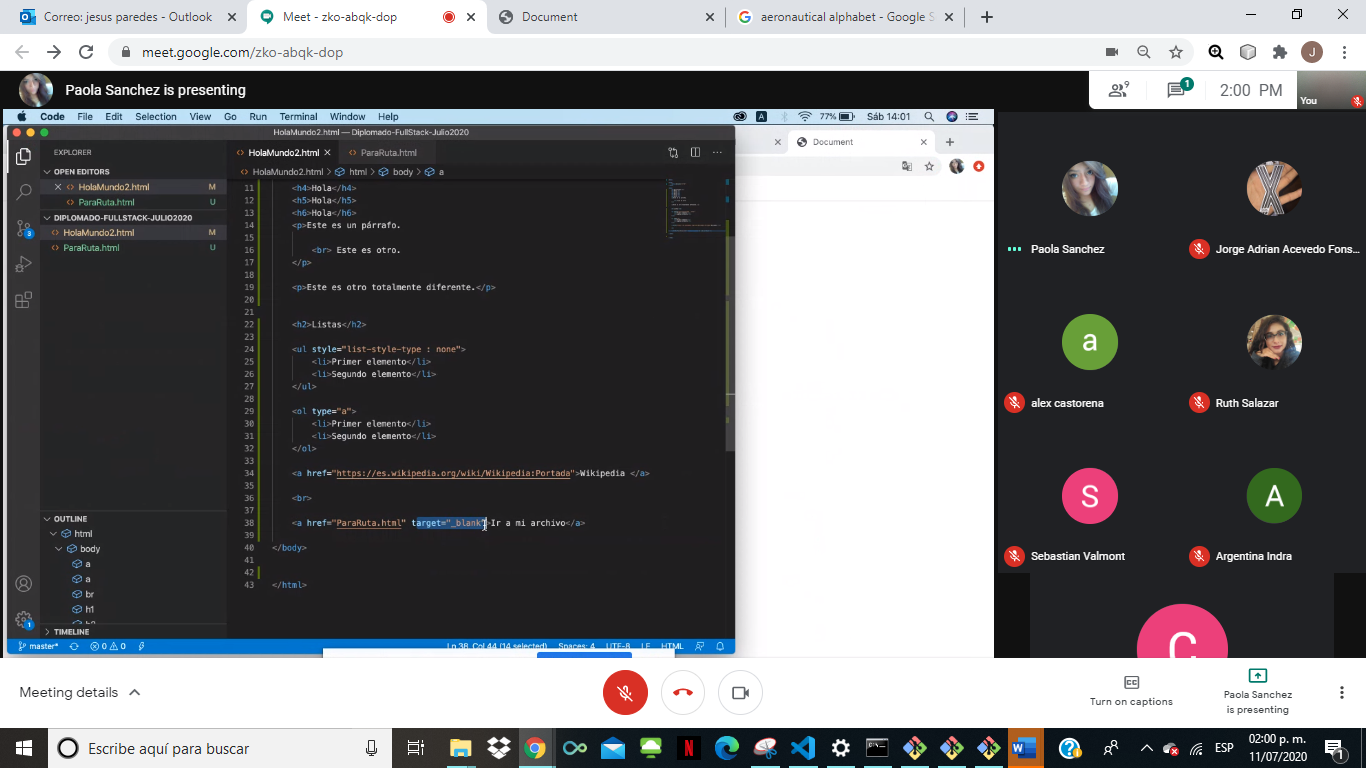 Correo: jesus paredes - Outlook
Meet - zko-abqk-dop
Document
aeronautical alphabet - Google S
meet.google.com/zko-abqk-dop
J
Paola Sanchez is presenting
9
1
2:00 PM
You
Code File Edit Selection View Go Run Terminal Window Help
A 77% Sáb 14:01
HolaMundo2.html — Diplomado-FullStack-Julio2020
Document
EXPLORER
OPEN EDITORS
HolaMundo2.html M
ParaRuta.html U
DIPLOMADO-FULLSTACK-JULIO2020
HolaMundo2.html M
ParaRuta.html U
3
OUTLINE
html
body
a
a
br
h1
TIMELINE
1
HolaMundo2.html
ParaRuta.html
HolaMundo2.html > html > body > a
11 <h4>Hola</h4>
12 <h5>Hola</h5>
13 <h6>Hola</h6>
14 <p>Este es un párrafo.
15
16 <br> Este es otro.
17 </p>
18
19 <p>Este es otro totalmente diferente.</p>
20
21
22 <h2>Listas</h2>
23
24 <ul style="list-style-type : none">
25 <li>Primer elemento</li>
26 <li>Segundo elemento</li>
27 </ul>
28
29 <ol type="a">
30 <li>Primer elemento</li>
31 <li>Segundo elemento</li>
32 </ol>
33
34 <a href="https://es.wikipedia.org/wiki/Wikipedia:Portada">Wikipedia </a>
35
36 <br>
37
38 <a href="ParaRuta.html" target="_blank">Ir a mi archivo</a>
39
40 </body>
41
42
43 </html>
master* 0 0
Ln 38, Col 44 (14 selected) Spaces: 4 UTF-8 LF HTML
Paola Sanchez
Jorge Adrian Acevedo Fons...
a
alex castorena
Ruth Salazar
S
Sebastian Valmont
A
Argentina Indra
C
Meeting details
Turn on captions
Paola Sanchez
is presenting
Escribe aquí para buscar
ESP
02:00 p. m.
11/07/2020
1